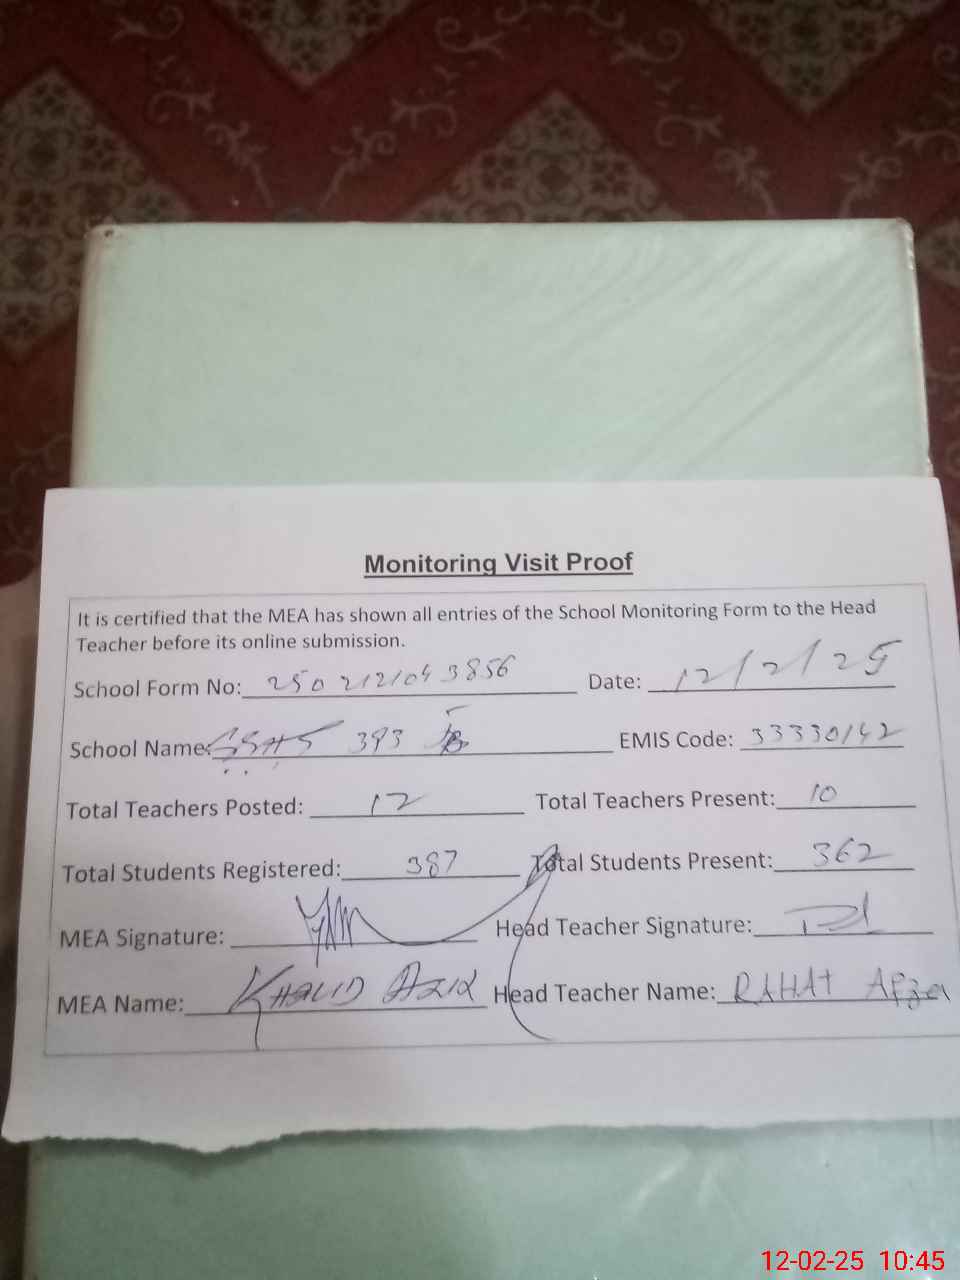 Monitoring Visit Proof
It is certified that the MEA has shown all entries of the School Monitoring Form to the Head
Teacher before its online submission.
School Form No: 250212104 3856 Date: 12/2/25
School Name: 393 EMIS Code: 33330142
Total Teachers Posted: 12 Total Teachers Present: 10
Total Students Registered: 387 Total Students Present: 362
MEA Signature: Head Teacher Signature:
MEA Name: KHALID AZIZ Head Teacher Name: RAHAT
12-02-25 10:45